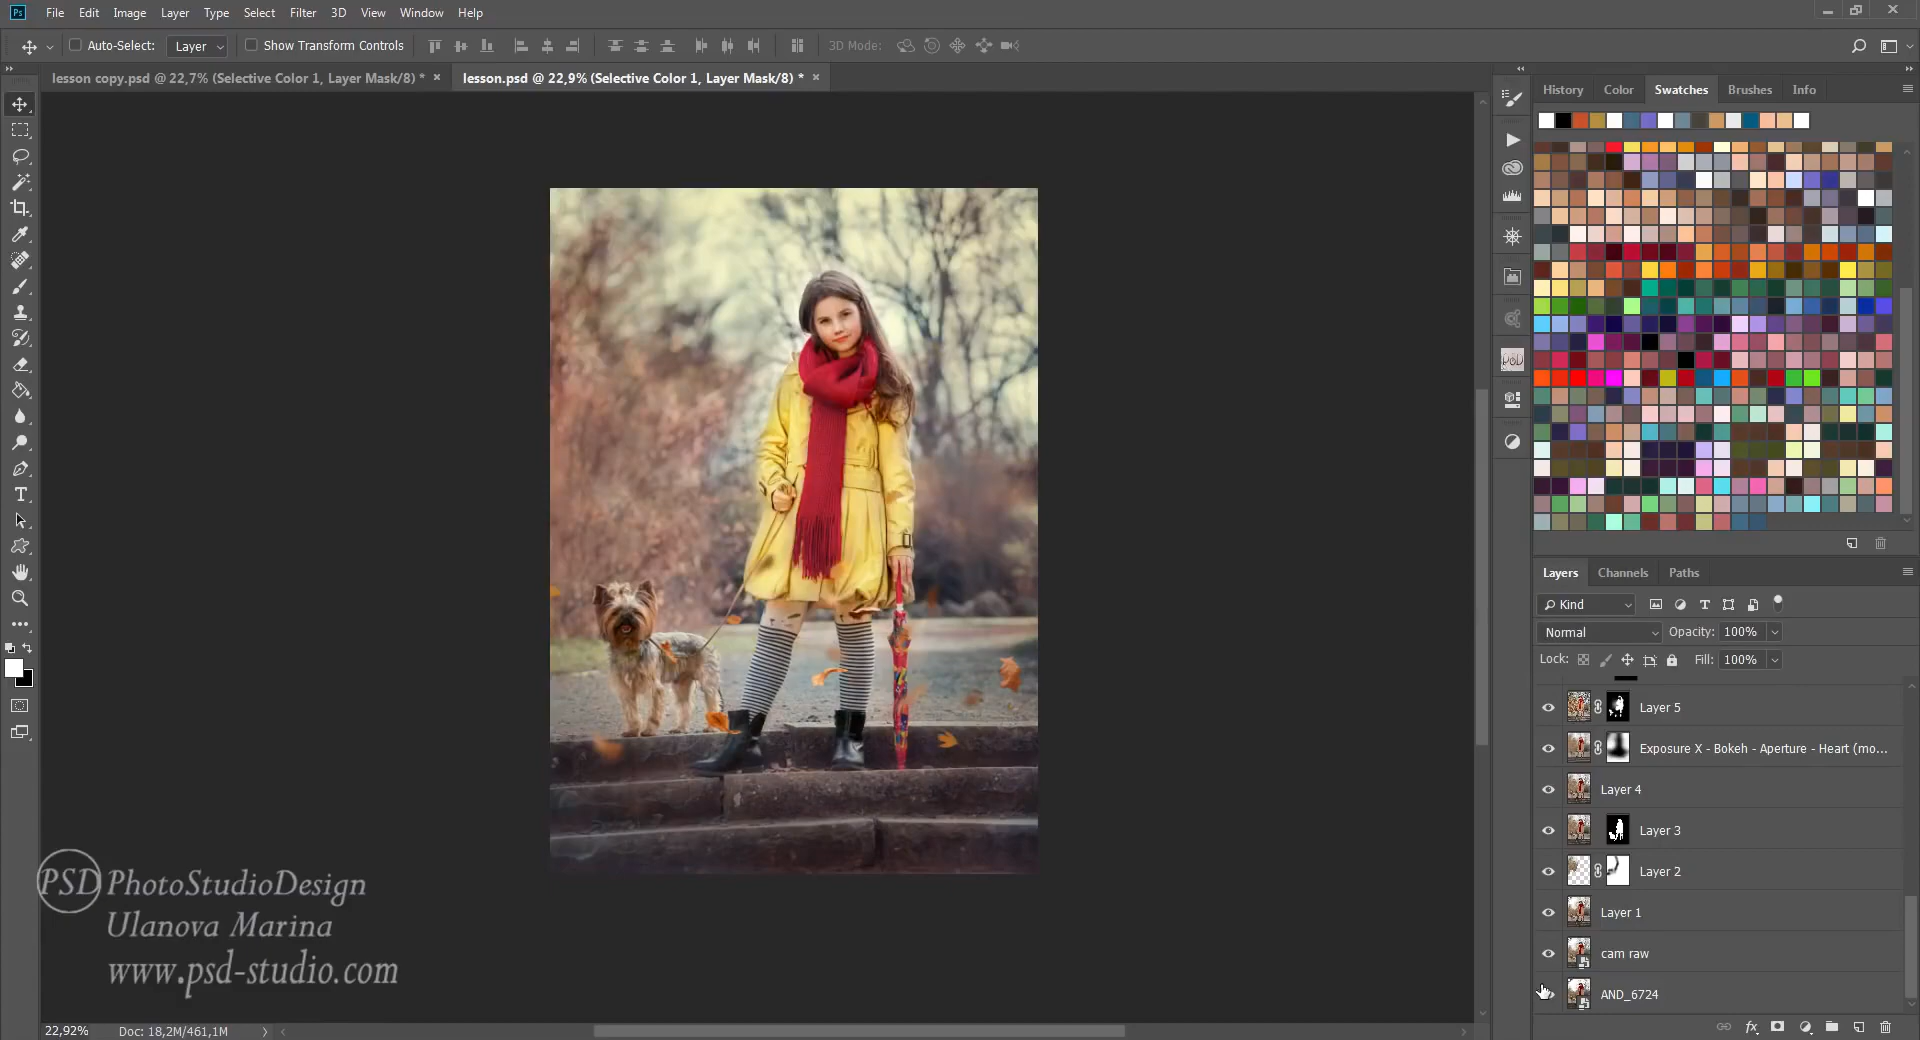 Ps File Edit Image Layer Type Select Filter 3D View Window Help
Auto-Select: Layer Show Transform Controls 3D Mode:
lesson copy.psd @ 22,7% (Selective Color 1, Layer Mask/8) * × lesson.psd @ 22,9% (Selective Color 1, Layer Mask/8) * ×
History Color Swatches Brushes Info
PSD
Layers Channels Paths
Kind
Normal Opacity: 100%
Lock: Fill: 100%
Layer 5
Exposure X - Bokeh - Aperture - Heart (mo...
Layer 4
Layer 3
Layer 2
Layer 1
cam raw
AND_6724
PSD PhotoStudioDesign
Ulanova Marina
www.psd-studio.com
22,92% Doc: 18,2M/461,1M
fx